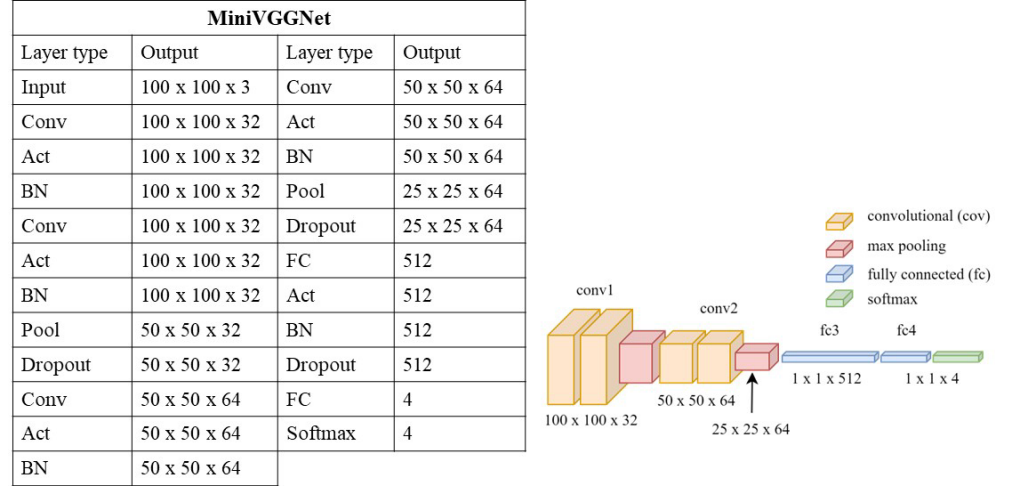 MiniVGGNet
Layer type Output Layer type Output
Input 100 x 100 x 3 Conv 50 x 50 x 64
Conv 100 x 100 x 32 Act 50 x 50 x 64
Act 100 x 100 x 32 BN 50 x 50 x 64
BN 100 x 100 x 32 Pool 25 x 25 x 64
Conv 100 x 100 x 32 Dropout 25 x 25 x 64
Act 100 x 100 x 32 FC 512
BN 100 x 100 x 32 Act 512
Pool 50 x 50 x 32 BN 512
Dropout 50 x 50 x 32 Dropout 512
Conv 50 x 50 x 64 FC 4
Act 50 x 50 x 64 Softmax 4
BN 50 x 50 x 64
convolutional (cov)
max pooling
fully connected (fc)
softmax
conv1
conv2
fc3 fc4
1 x 1 x 512 1 x 1 x 4
50 x 50 x 64
100 x 100 x 32
25 x 25 x 64